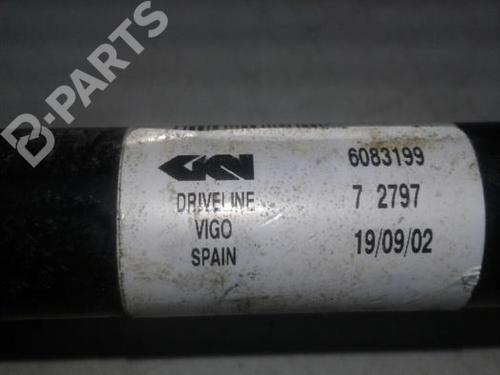 B-PARTS
GKN
6083199
DRIVELINE
7 2797
VIGO
19/09/02
SPAIN